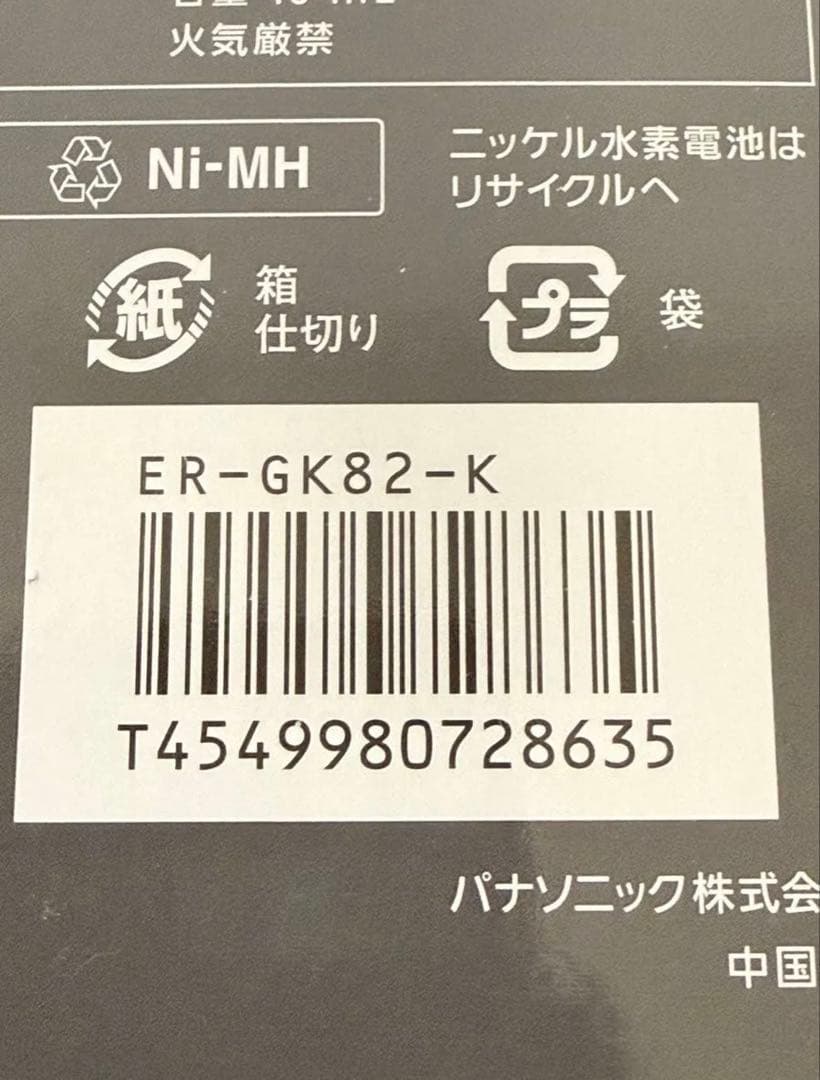 火気厳禁
Ni-MH
ニッケル水素電池は
リサイクルへ
紙
箱
仕切り
プラ
袋
ER-GK82-K
T4549980728635
パナソニック株式会
中国